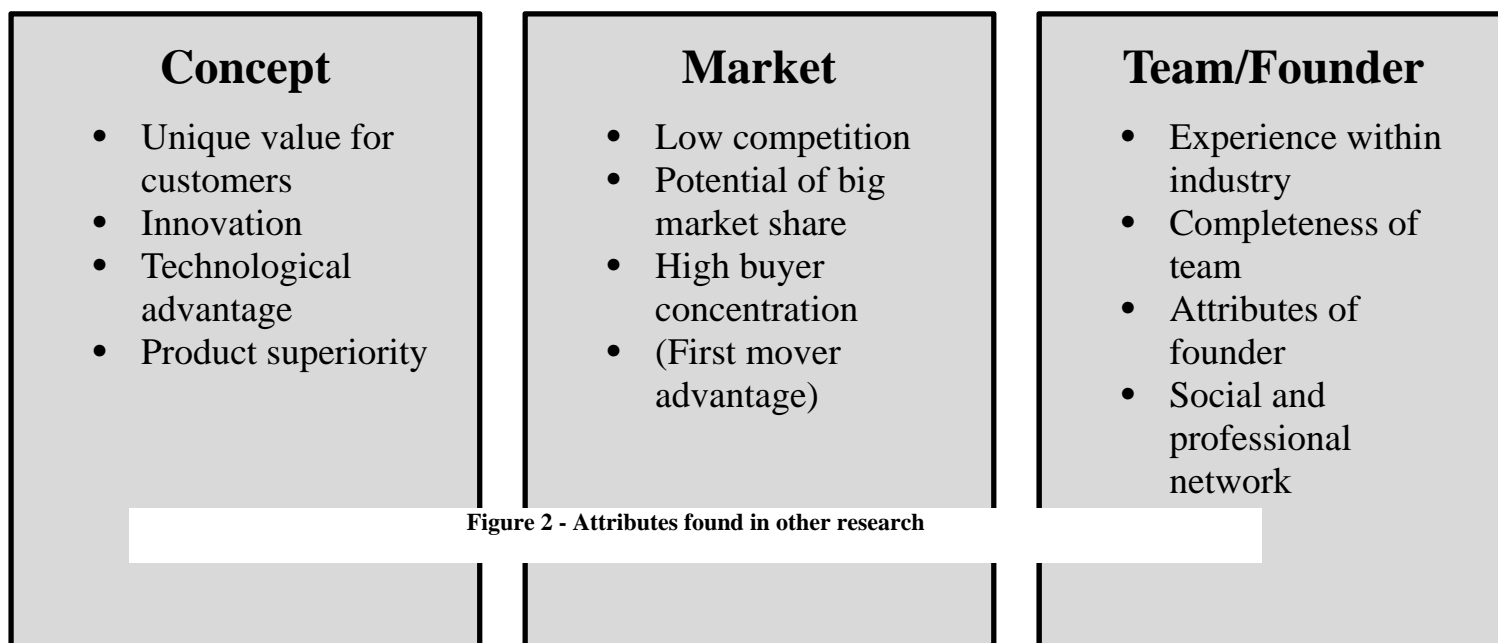 Concept
• Unique value for
customers
• Innovation
• Technological
advantage
• Product superiority
Market
• Low competition
• Potential of big
market share
• High buyer
concentration
• (First mover
advantage)
Team/Founder
• Experience within
industry
• Completeness of
team
• Attributes of
founder
• Social and
professional
network
Figure 2 - Attributes found in other research